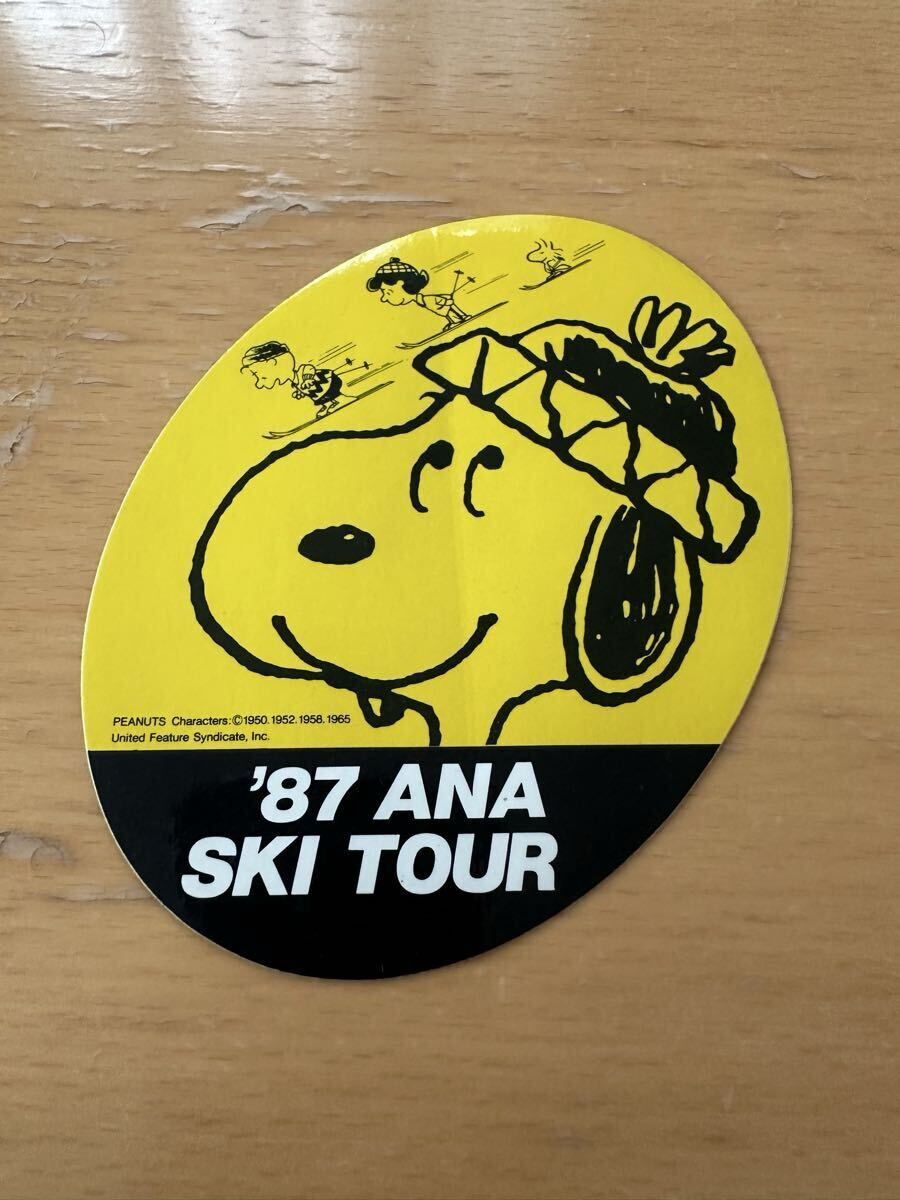 PEANUTS Characters:©1950.1952.1958.1965
United Feature Syndicate, Inc.
'87 ANA
SKI TOUR